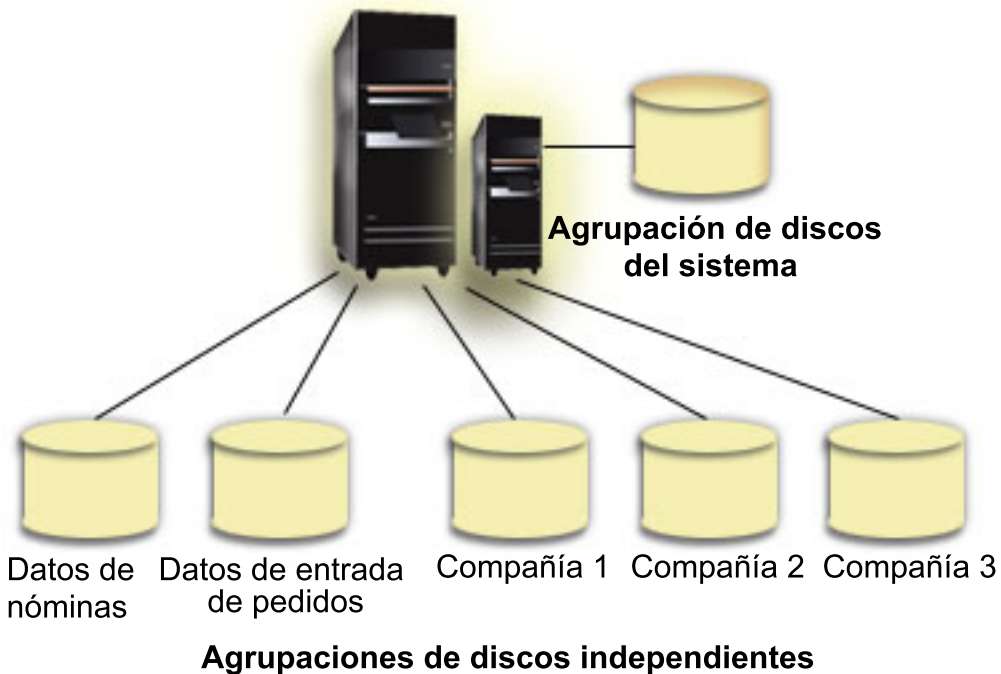 Agrupación de discos
del sistema
Datos de
nóminas
Datos de entrada
de pedidos
Compañía 1
Compañía 2
Compañía 3
Agrupaciones de discos independientes